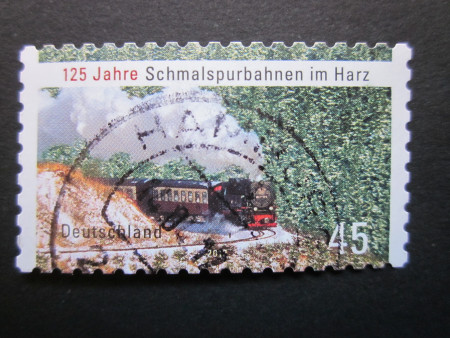 125 Jahre Schmalspurbahnen im Harz
Deutschland
45